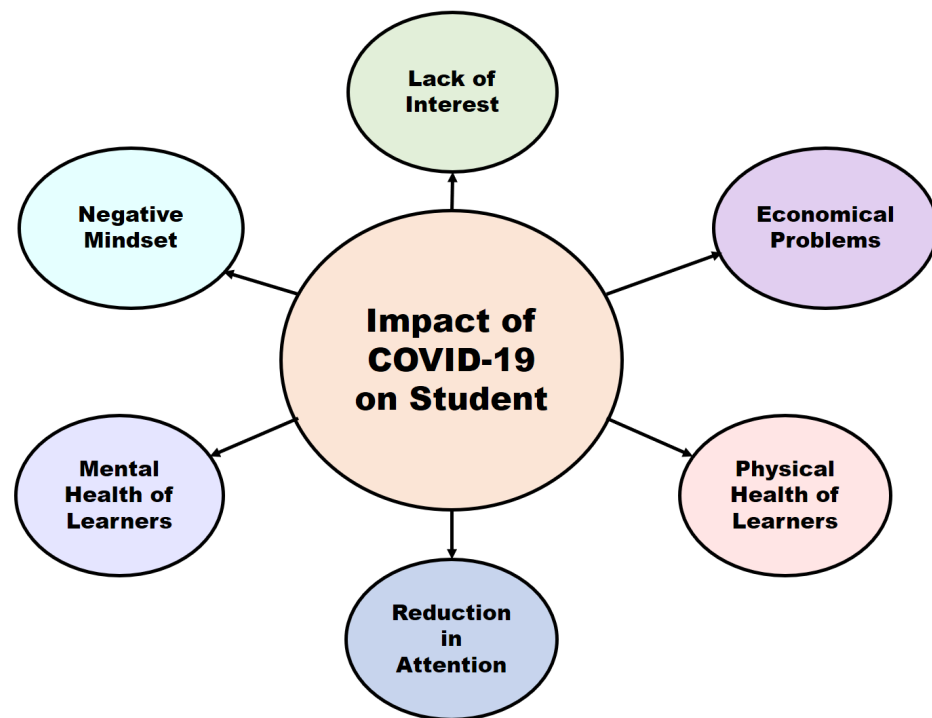 Lack of
Interest
Negative
Mindset
Economical
Problems
Impact of
COVID-19
on Student
Mental
Health of
Learners
Physical
Health of
Learners
Reduction
in
Attention